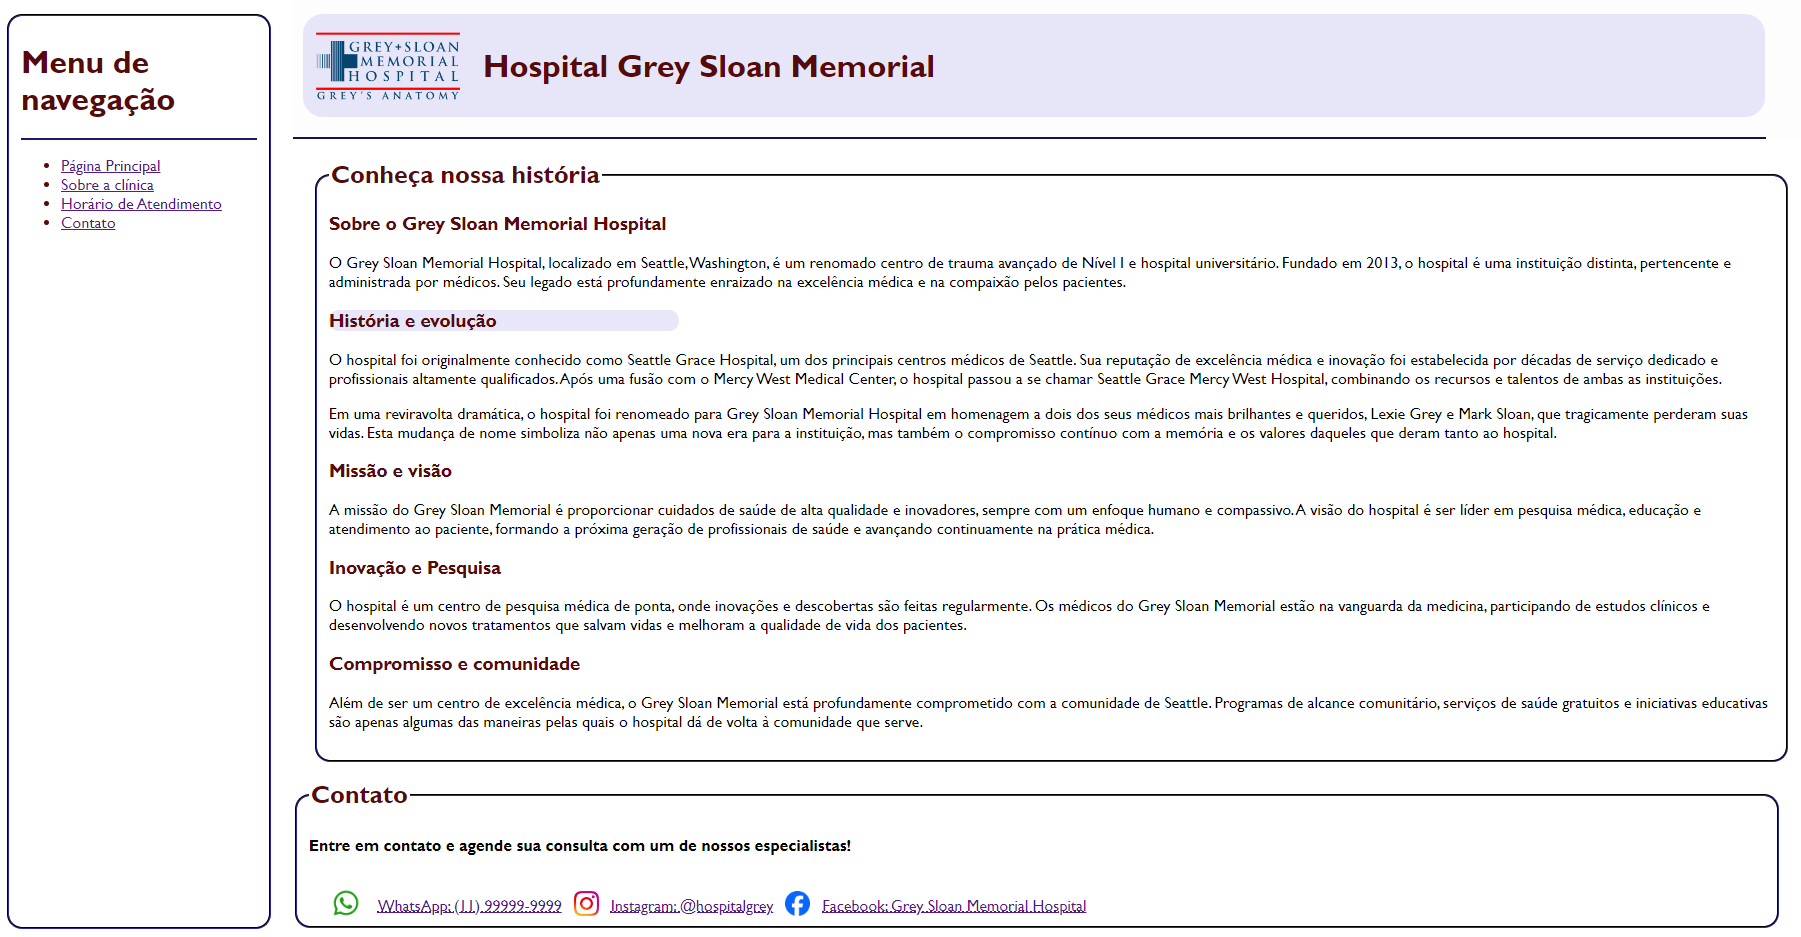 Menu de
navegação
Página Principal
Sobre a clínica
Horário de Atendimento
Contato
GREY+SLOAN
MEMORIAL
HOSPITAL
GREY'S ANATOMY
Hospital Grey Sloan Memorial
Conheça nossa história
Sobre o Grey Sloan Memorial Hospital
O Grey Sloan Memorial Hospital, localizado em Seattle, Washington, é um renomado centro de trauma avançado de Nível I e hospital universitário. Fundado em 2013, o hospital é uma instituição distinta, pertencente e
administrada por médicos. Seu legado está profundamente enraizado na excelência médica e na compaixão pelos pacientes.
História e evolução
O hospital foi originalmente conhecido como Seattle Grace Hospital, um dos principais centros médicos de Seattle. Sua reputação de excelência médica e inovação foi estabelecida por décadas de serviço dedicado e
profissionais altamente qualificados. Após uma fusão com o Mercy West Medical Center, o hospital passou a se chamar Seattle Grace Mercy West Hospital, combinando os recursos e talentos de ambas as instituições.
Em uma reviravolta dramática, o hospital foi renomeado para Grey Sloan Memorial Hospital em homenagem a dois dos seus médicos mais brilhantes e queridos, Lexie Grey e Mark Sloan, que tragicamente perderam suas
vidas. Esta mudança de nome simboliza não apenas uma nova era para a instituição, mas também o compromisso contínuo com a memória e os valores daqueles que deram tanto ao hospital.
Missão e visão
A missão do Grey Sloan Memorial é proporcionar cuidados de saúde de alta qualidade e inovadores, sempre com um enfoque humano e compassivo. A visão do hospital é ser líder em pesquisa médica, educação e
atendimento ao paciente, formando a próxima geração de profissionais de saúde e avançando continuamente na prática médica.
Inovação e Pesquisa
O hospital é um centro de pesquisa médica de ponta, onde inovações e descobertas são feitas regularmente. Os médicos do Grey Sloan Memorial estão na vanguarda da medicina, participando de estudos clínicos e
desenvolvendo novos tratamentos que salvam vidas e melhoram a qualidade de vida dos pacientes.
Compromisso e comunidade
Além de ser um centro de excelência médica, o Grey Sloan Memorial está profundamente comprometido com a comunidade de Seattle. Programas de alcance comunitário, serviços de saúde gratuitos e iniciativas educativas
são apenas algumas das maneiras pelas quais o hospital dá de volta à comunidade que serve.
Contato
Entre em contato e agende sua consulta com um de nossos especialistas!
WhatsApp: (11) 99999-9999 Instagram: @hospitalgrey Facebook: Grey Sloan Memorial Hospital